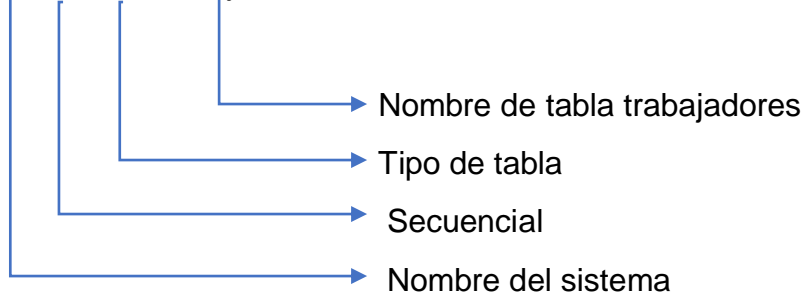 Nombre de tabla trabajadores
Tipo de tabla
Secuencial
Nombre del sistema